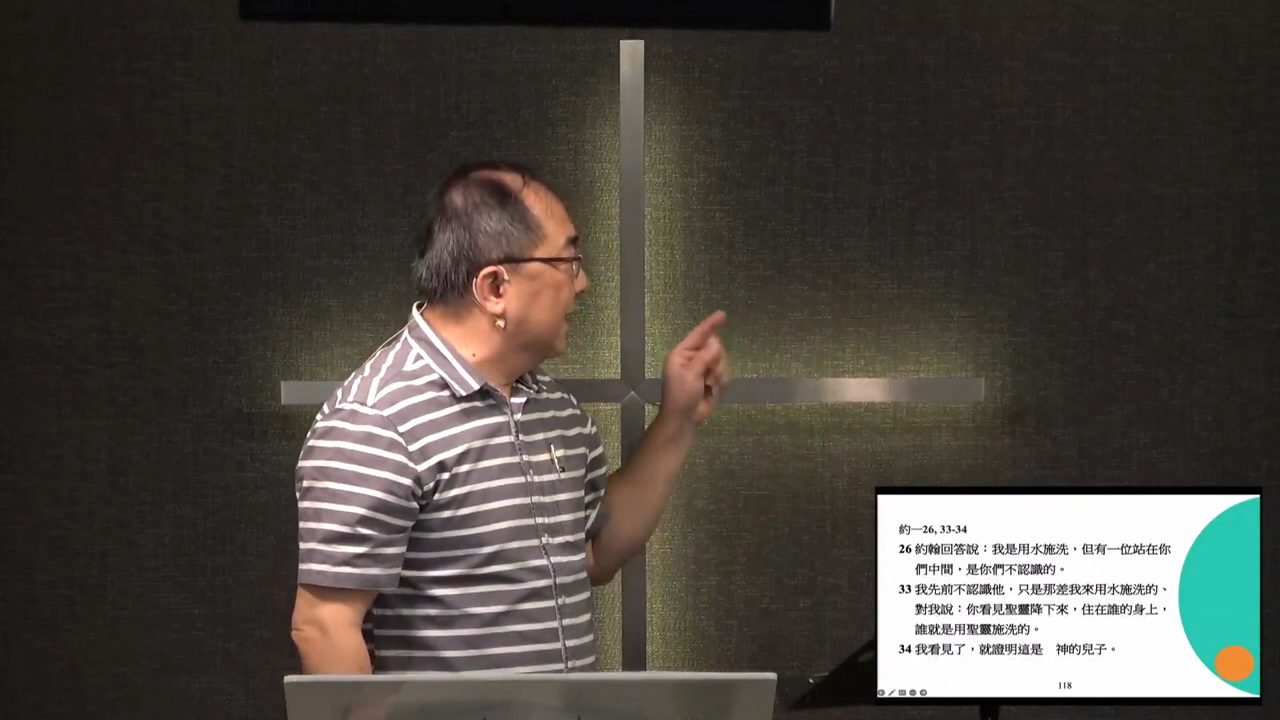 約一26, 33-34
26 約翰回答說：我是用水施洗，但有一位站在你
們中間，是你們不認識的。
33 我先前不認識他，只是那差我來用水施洗的、
對我說：你看見聖靈降下來，住在誰的身上，
誰就是用聖靈施洗的。
34 我看見了，就證明這是　神的兒子。
118